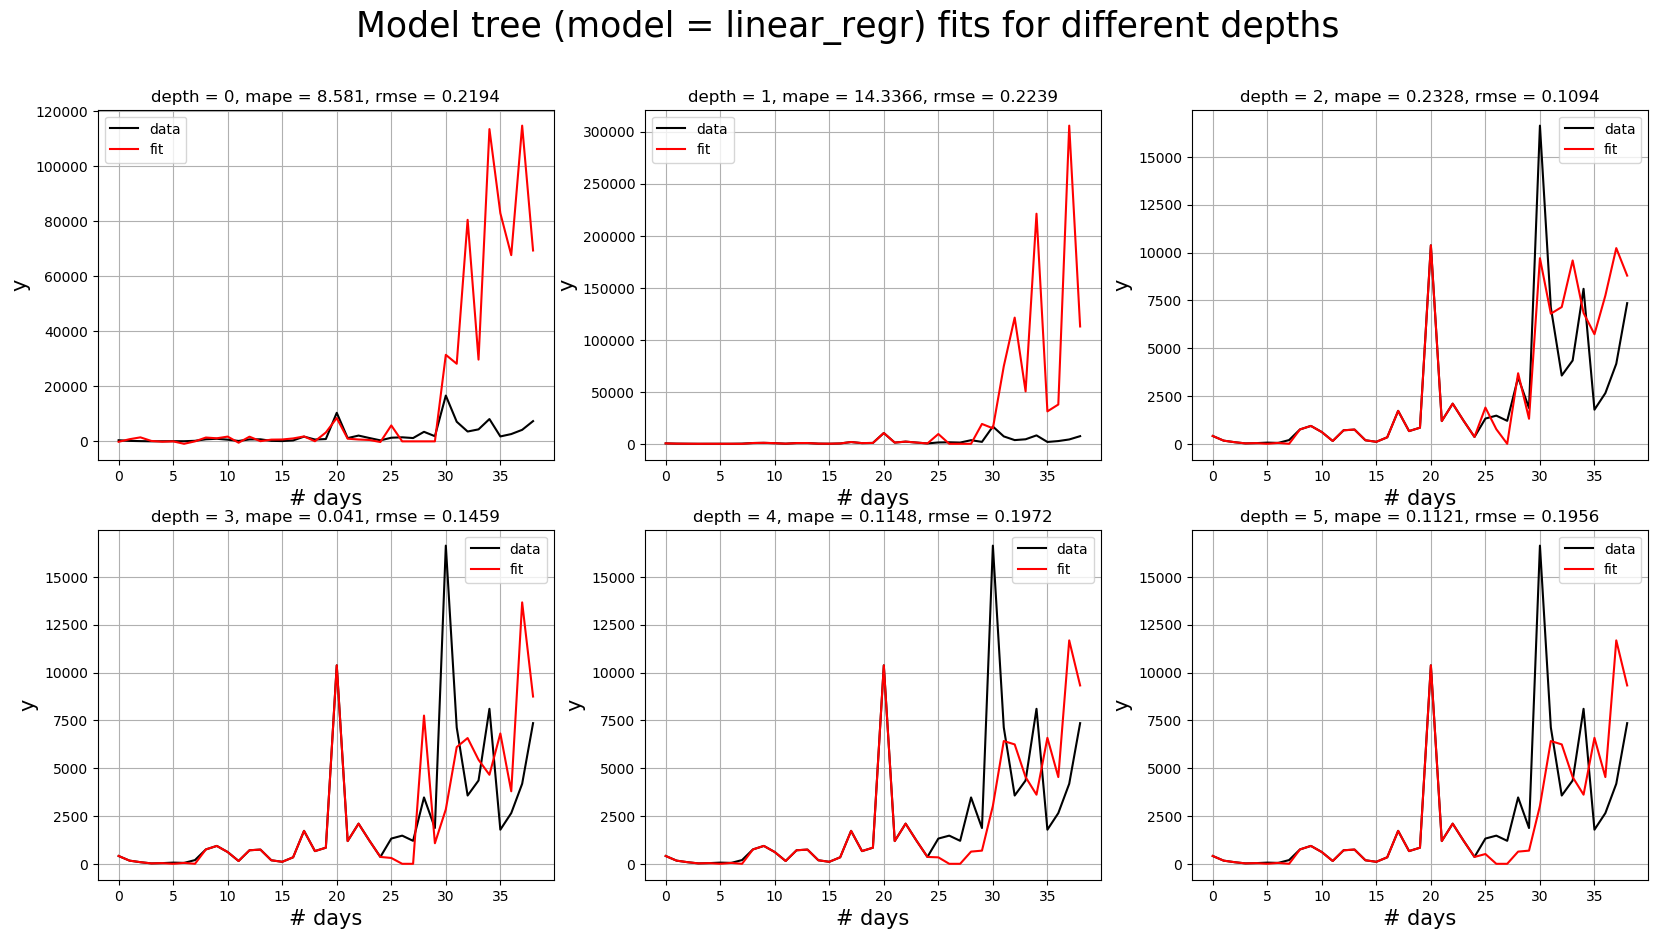 Model tree (model = linear_regr) fits for different depths
depth = 0, mape = 8.581, rmse = 0.2194
data
fit
120000
100000
80000
60000
40000
20000
0
y
0 5 10 15 20 25 30 35
# days
depth = 1, mape = 14.3366, rmse = 0.2239
data
fit
300000
250000
200000
150000
100000
50000
0
y
0 5 10 15 20 25 30 35
# days
depth = 2, mape = 0.2328, rmse = 0.1094
data
fit
15000
12500
10000
7500
5000
2500
0
y
0 5 10 15 20 25 30 35
# days
depth = 3, mape = 0.041, rmse = 0.1459
data
fit
15000
12500
10000
7500
5000
2500
0
y
0 5 10 15 20 25 30 35
# days
depth = 4, mape = 0.1148, rmse = 0.1972
data
fit
15000
12500
10000
7500
5000
2500
0
y
0 5 10 15 20 25 30 35
# days
depth = 5, mape = 0.1121, rmse = 0.1956
data
fit
15000
12500
10000
7500
5000
2500
0
y
0 5 10 15 20 25 30 35
# days